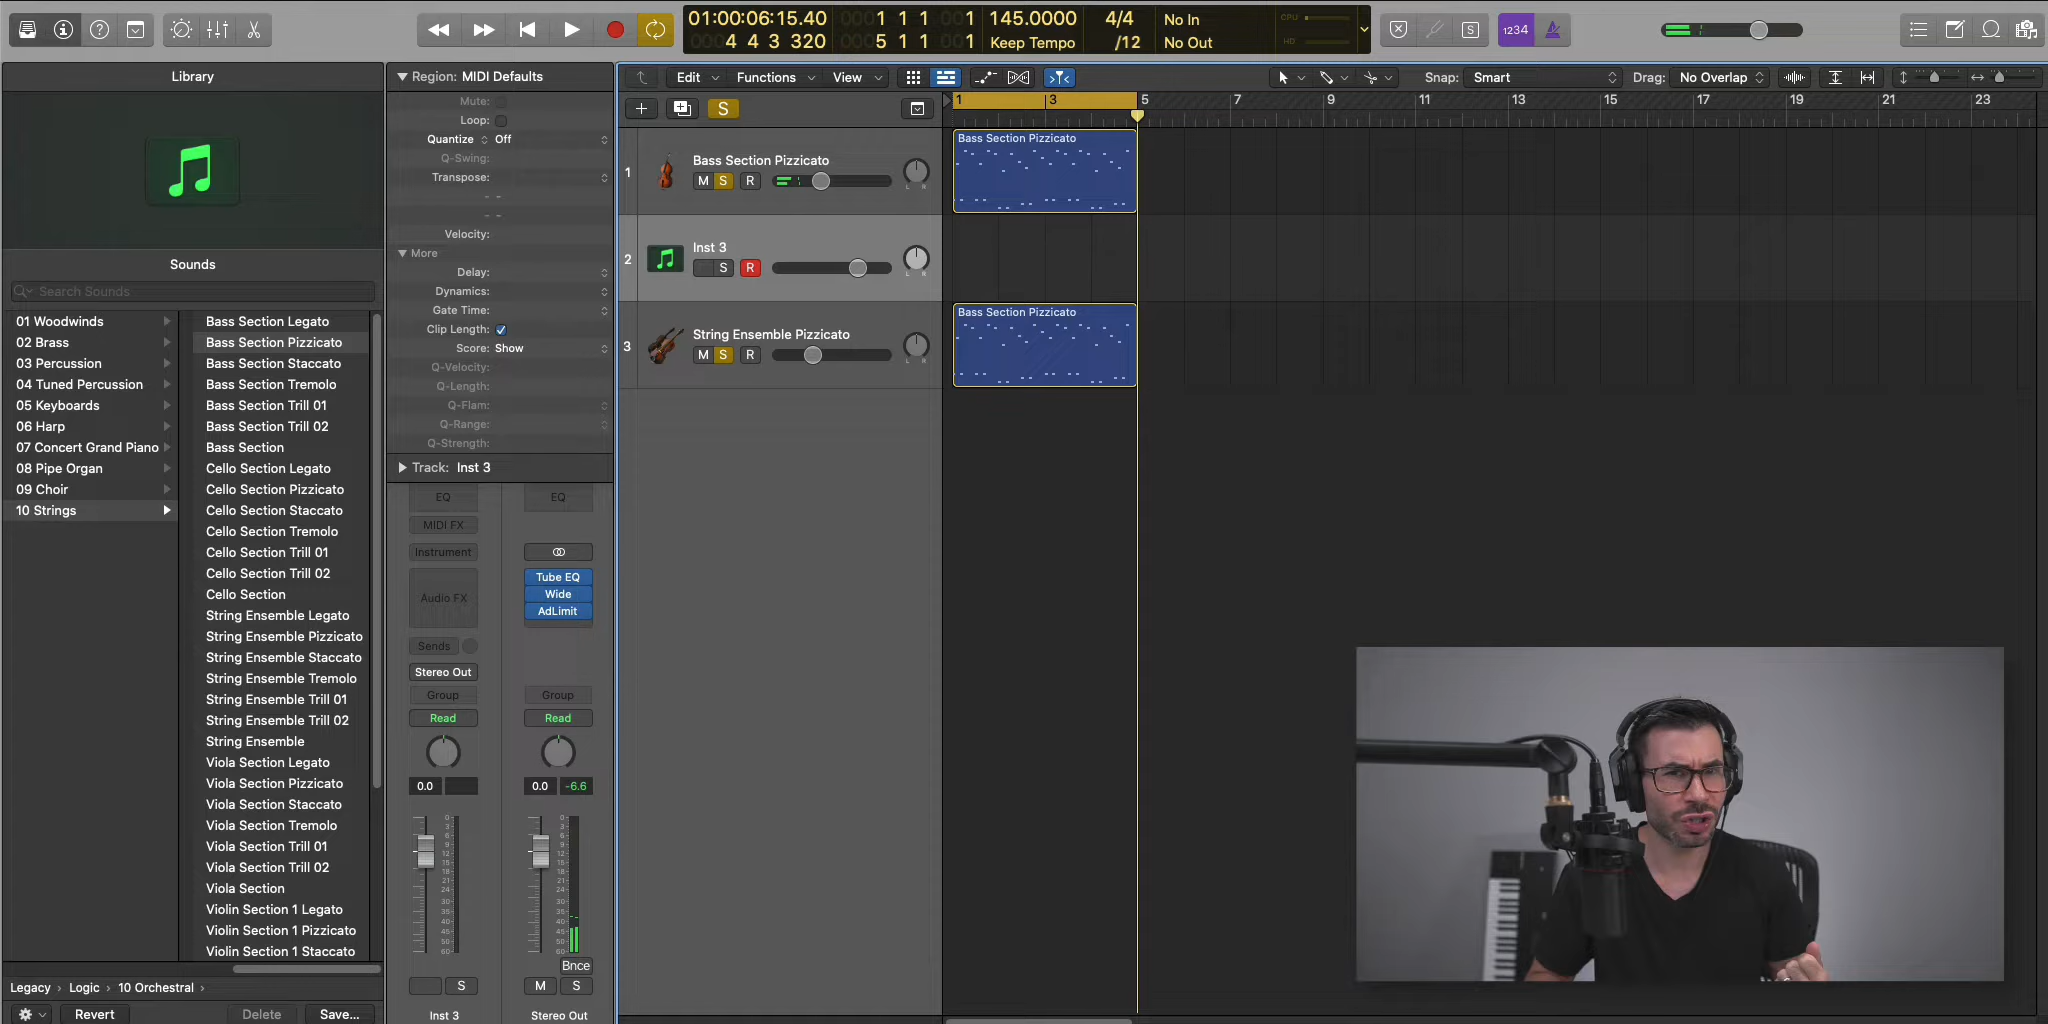 01:00:06:15.40
4 4 3 320
1 1 1 1
5 1 1 1
145.0000
Keep Tempo
4/4
/12
No In
No Out
CPU
HD
1234
Library
Sounds
Search Sounds
01 Woodwinds
02 Brass
03 Percussion
04 Tuned Percussion
05 Keyboards
06 Harp
07 Concert Grand Piano
08 Pipe Organ
09 Choir
10 Strings
Bass Section Legato
Bass Section Pizzicato
Bass Section Staccato
Bass Section Tremolo
Bass Section Trill 01
Bass Section Trill 02
Bass Section
Cello Section Legato
Cello Section Pizzicato
Cello Section Staccato
Cello Section Tremolo
Cello Section Trill 01
Cello Section Trill 02
Cello Section
String Ensemble Legato
String Ensemble Pizzicato
String Ensemble Staccato
String Ensemble Tremolo
String Ensemble Trill 01
String Ensemble Trill 02
String Ensemble
Viola Section Legato
Viola Section Pizzicato
Viola Section Staccato
Viola Section Tremolo
Viola Section Trill 01
Viola Section Trill 02
Viola Section
Violin Section 1 Legato
Violin Section 1 Pizzicato
Violin Section 1 Staccato
Legacy › Logic › 10 Orchestral ›
Revert
Delete
Save...
Region: MIDI Defaults
Mute:
Loop:
Quantize Off
Q-Swing:
Transpose:
Velocity:
More
Delay:
Dynamics:
Gate Time:
Clip Length:
Score: Show
Q-Velocity:
Q-Length:
Q-Flam:
Q-Range:
Q-Strength:
Track: Inst 3
EQ
MIDI FX
Instrument
Audio FX
Sends
Stereo Out
Group
Read
0.0
S
Inst 3
EQ
Tube EQ
Wide
AdLimit
Group
Read
0.0 -6.6
Bnce
M S
Stereo Out
Edit
Functions
View
Snap: Smart
Drag: No Overlap
S
1 3 5 7 9 11 13 15 17 19 21 23
1
Bass Section Pizzicato
M S R
L R
2
Inst 3
S R
L R
3
String Ensemble Pizzicato
M S R
L R
Bass Section Pizzicato
Bass Section Pizzicato